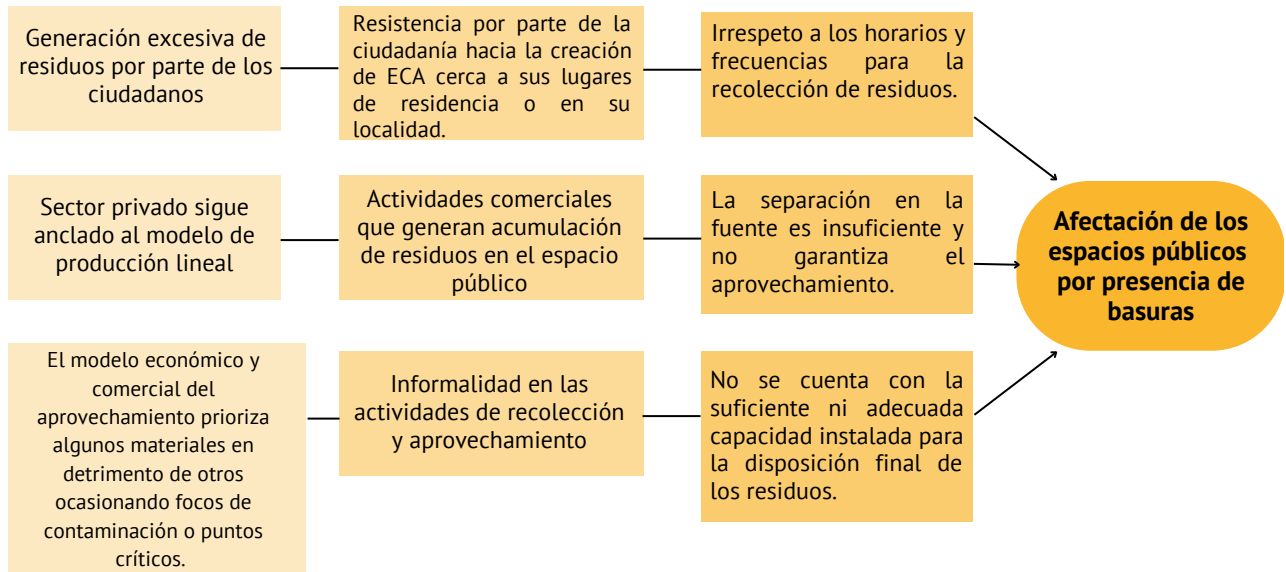 Generación excesiva de
residuos por parte de los
ciudadanos
Resistencia por parte de la
ciudadanía hacia la creación
de ECA cerca a sus lugares
de residencia o en su
localidad.
Irrespeto a los horarios y
frecuencias para la
recolección de residuos.
Sector privado sigue
anclado al modelo de
producción lineal
Actividades comerciales
que generan acumulación
de residuos en el espacio
público
La separación en la
fuente es insuficiente y
no garantiza el
aprovechamiento.
Afectación de los
espacios públicos
por presencia de
basuras
El modelo económico y
comercial del
aprovechamiento prioriza
algunos materiales en
detrimento de otros
ocasionando focos de
contaminación o puntos
críticos.
Informalidad en las
actividades de recolección
y aprovechamiento
No se cuenta con la
suficiente ni adecuada
capacidad instalada para
la disposición final de
los residuos.